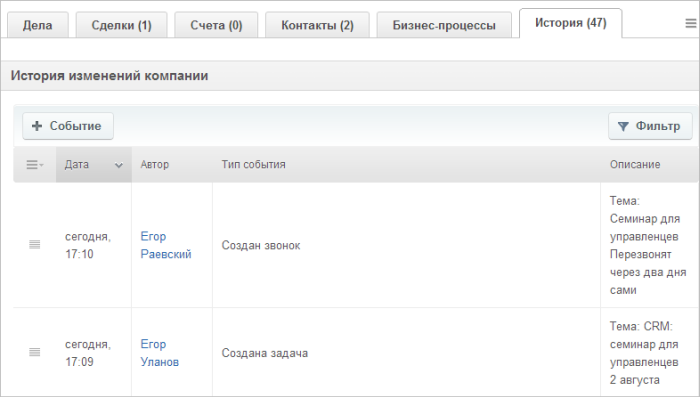 Дела Сделки (1) Счета (0) Контакты (2) Бизнес-процессы История (47)
История изменений компании
Событие Фильтр
Дата Автор Тип события Описание
сегодня,
17:10
Егор
Раевский
Создан звонок
Тема:
Семинар для
управленцев
Перезвонят
через два дня
сами
сегодня,
17:09
Егор
Уланов
Создана задача
Тема: CRM:
семинар для
управленцев
2 августа